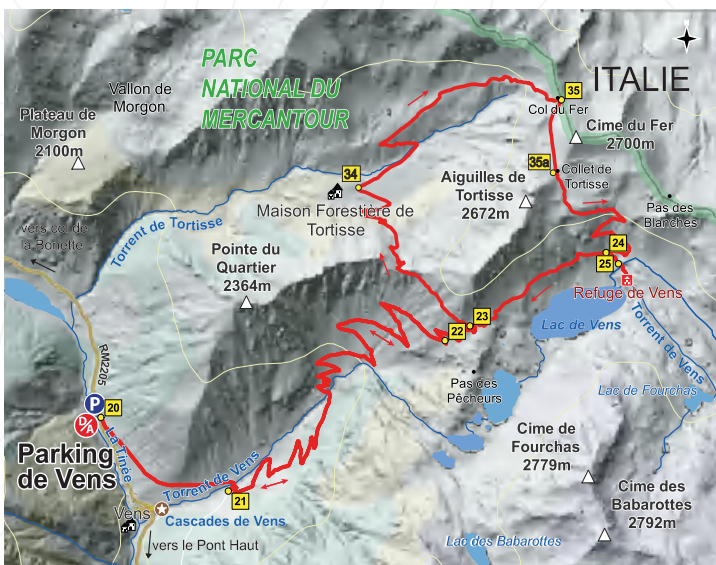 PARC
NATIONAL DU
MERCANTOUR
ITALIE
N
Vallon de
Morgon
Plateau de
Morgon
2100m
35
Col du Fer
Cime du Fer
2700m
35a
Collet de
Tortisse
34
Aiguilles de
Tortisse
2672m
Maison Forestière de
Tortisse
Pas des
Blanches
Torrent de Tortisse
vers col de
la Bonette
Pointe du
Quartier
2364m
24
25
Refuge de Vens
Lac de Vens
Torrent de Vens
23
22
RM2205
Pas des
Pêcheurs
Lac de Fourchas
P
20
D/A
Parking
de Vens
La Tinée
Cime de
Fourchas
2779m
Torrent de Vens
21
Cime des
Babarottes
2792m
Vens
Cascades de Vens
vers le Pont Haut
Lac des Babarottes